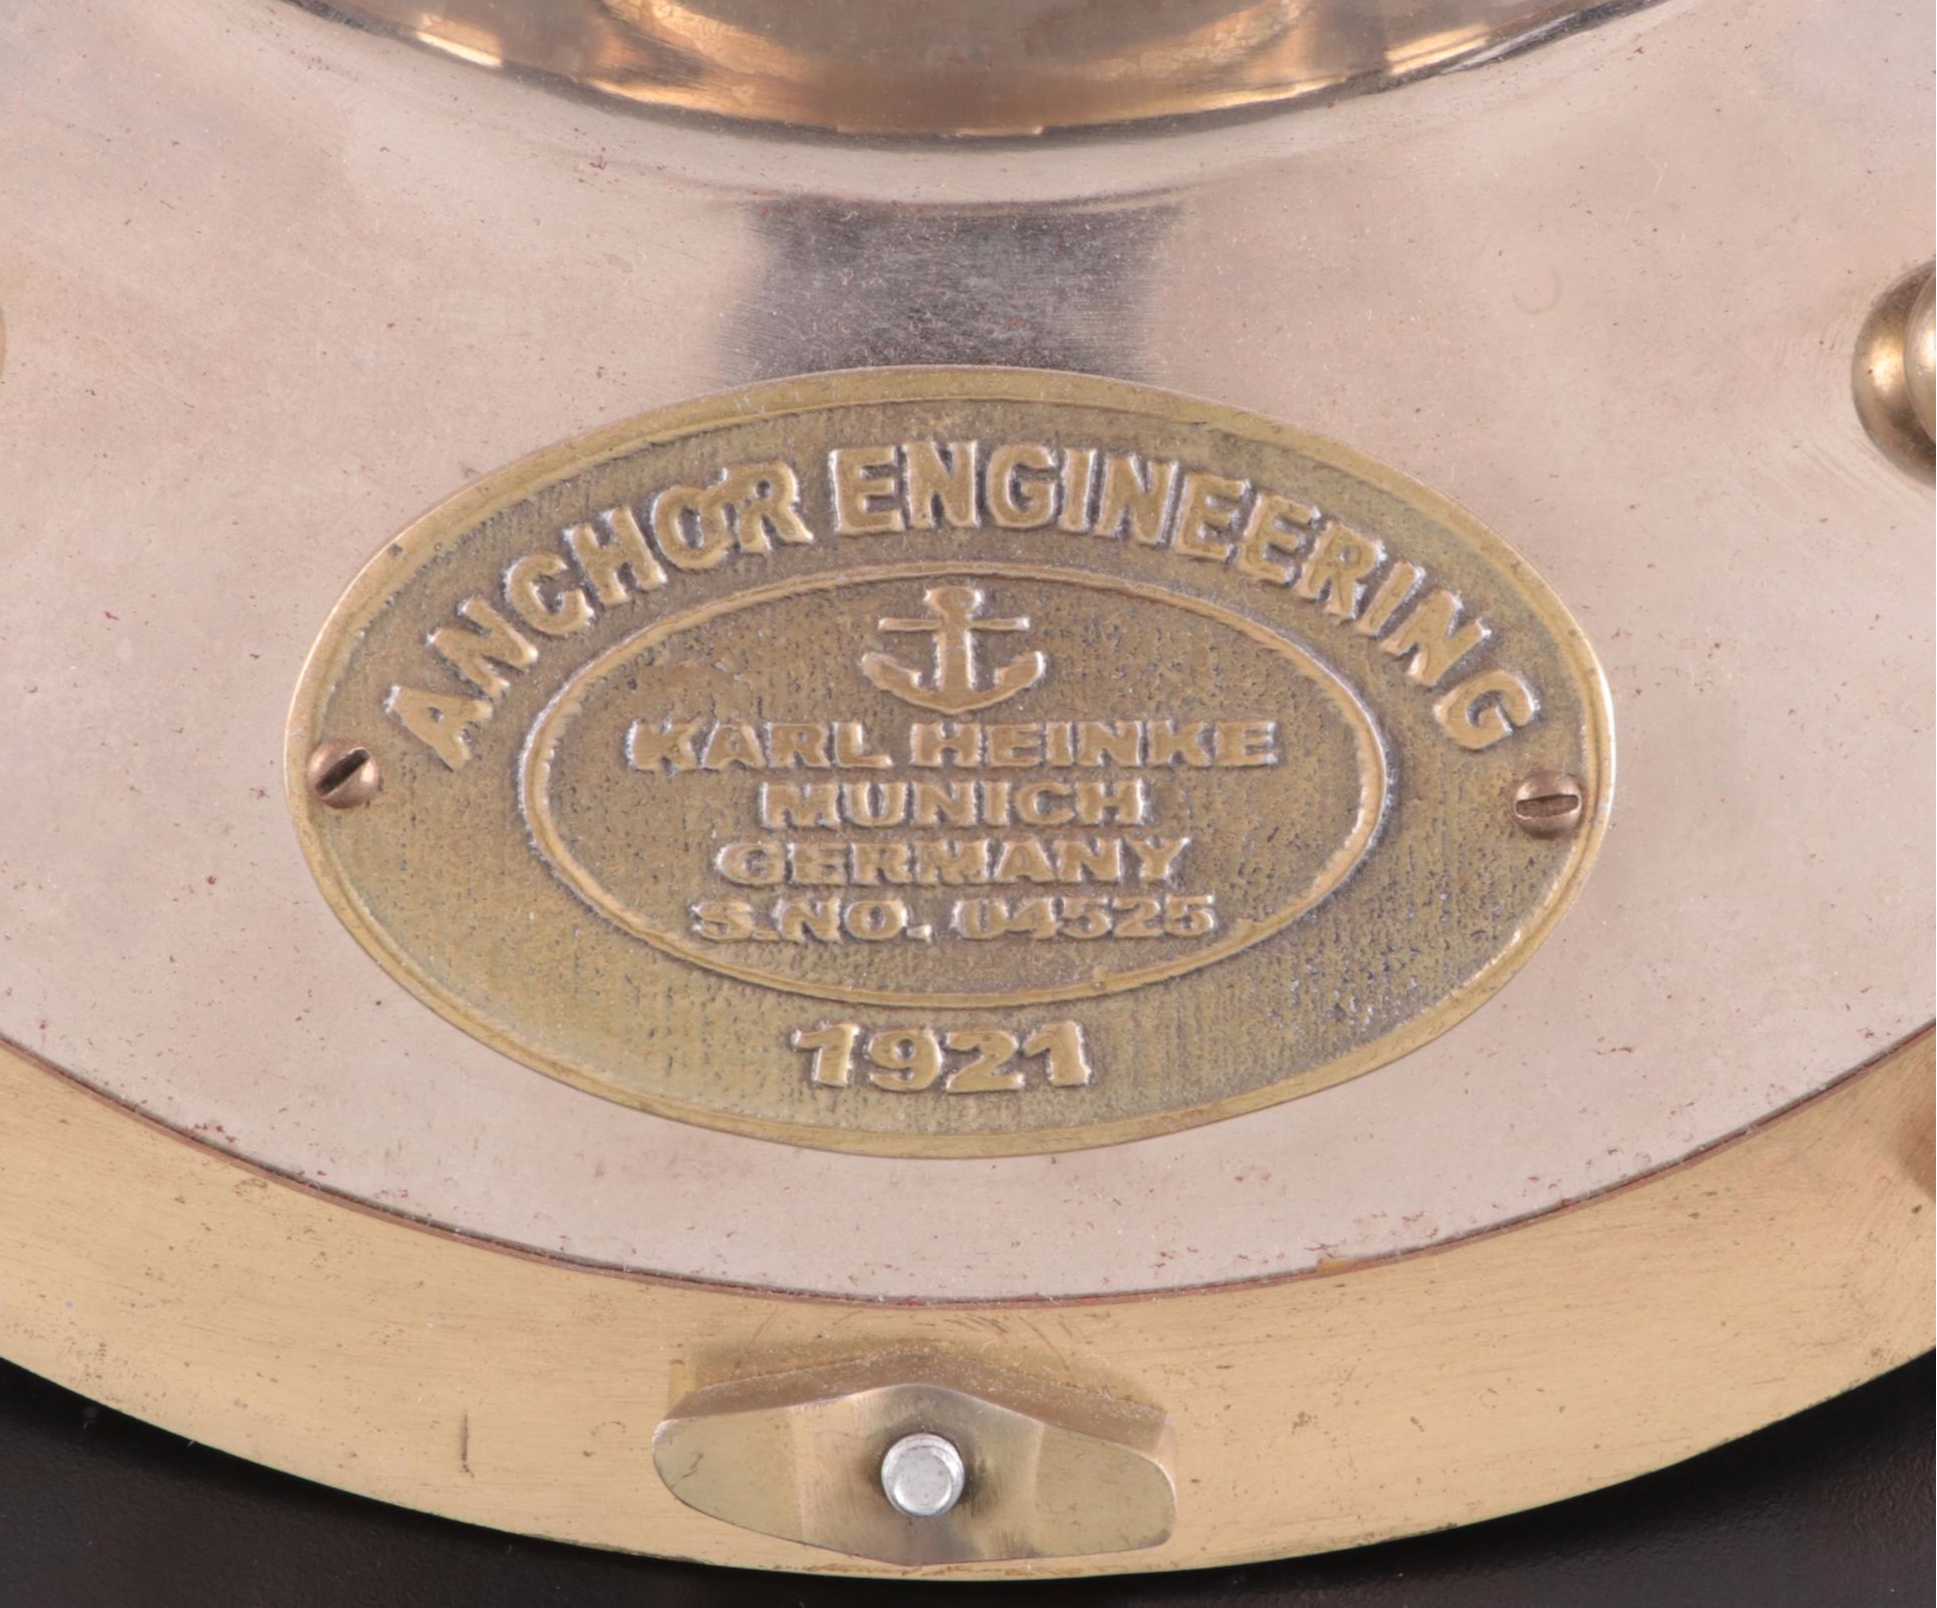 ANCHOR ENGINEERING
KARL HEINKE
MUNICH
GERMANY
S.NO. 04525
1921